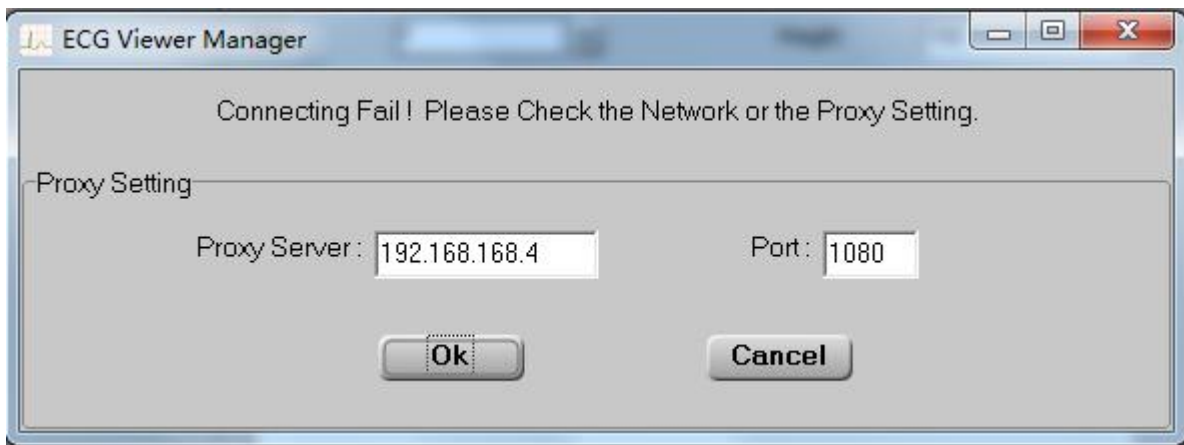 ECG Viewer Manager
Connecting Fail ! Please Check the Network or the Proxy Setting.
Proxy Setting
Proxy Server : 192.168.168.4 Port : 1080
Ok Cancel